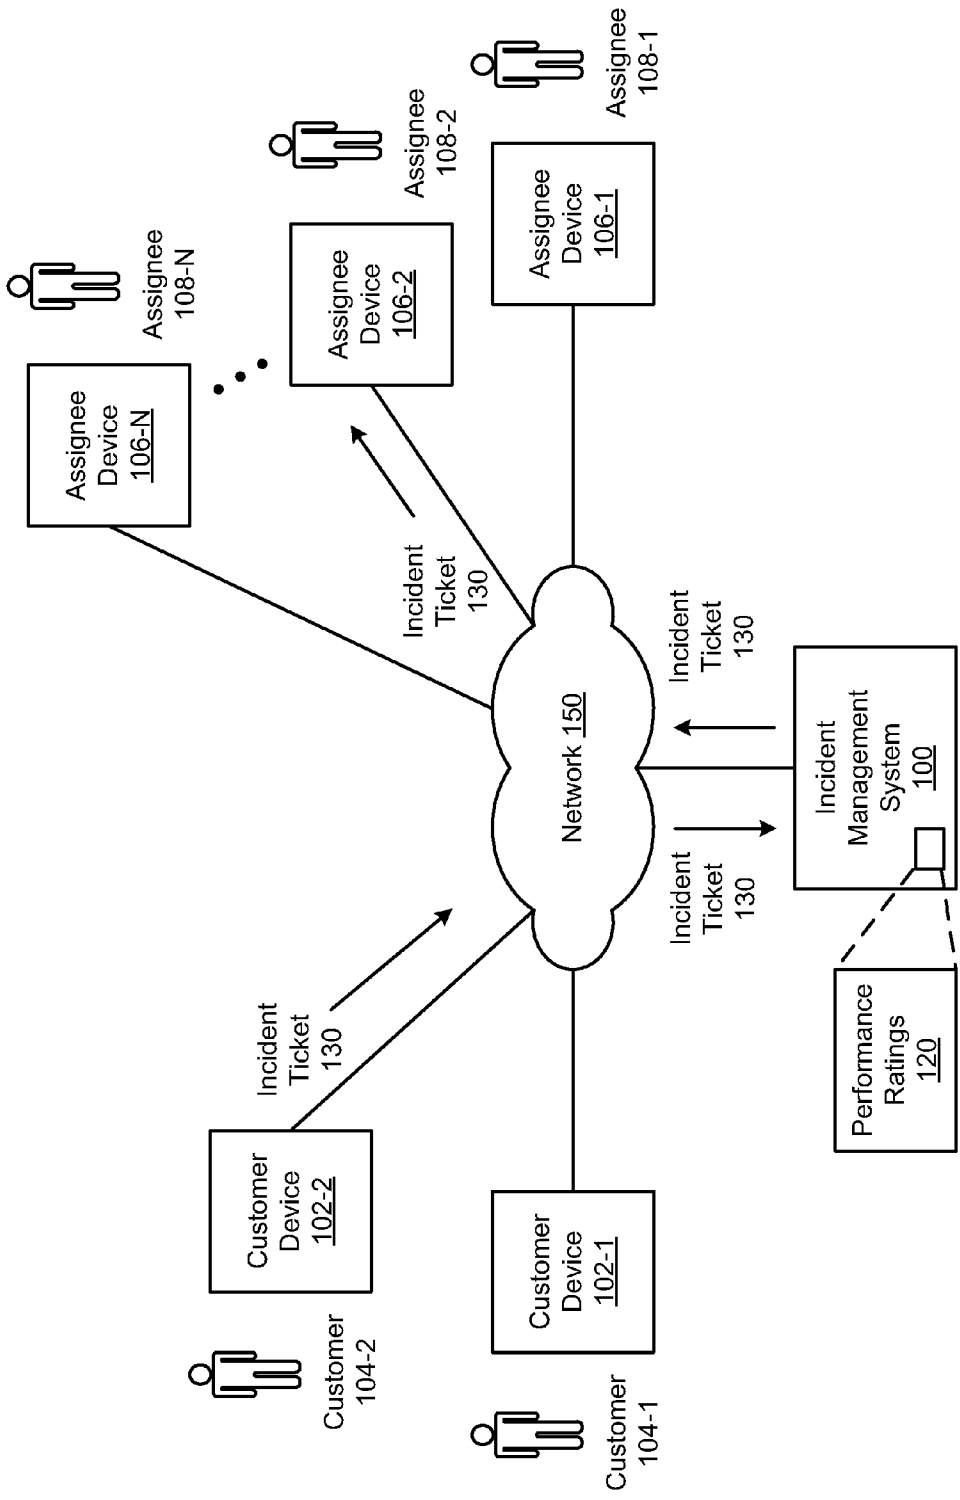 Customer
104-2
Customer
Device
102-2
Incident
Ticket
130
Customer
104-1
Customer
Device
102-1
Network 150
Incident
Ticket
130
Assignee
Device
106-N
Assignee
108-N
Assignee
Device
106-2
Assignee
108-2
Assignee
Device
106-1
Assignee
108-1
Incident
Ticket
130
Incident
Ticket
130
Incident
Management
System
100
Performance
Ratings
120